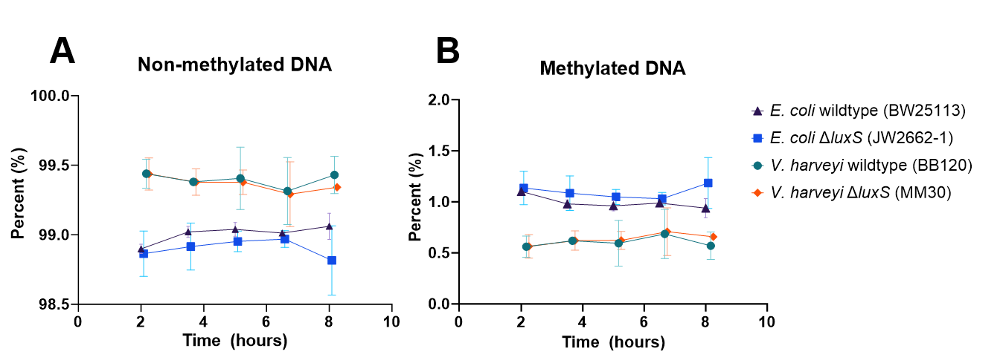 A
Non-methylated DNA
100.0
99.5
99.0
98.5
Percent (%)
0
2
4
6
8
10
Time (hours)
B
Methylated DNA
2.0
1.5
1.0
0.5
0.0
Percent (%)
0
2
4
6
8
10
Time (hours)
E. coli wildtype (BW25113)
E. coli ΔluxS (JW2662-1)
V. harveyi wildtype (BB120)
V. harveyi ΔluxS (MM30)